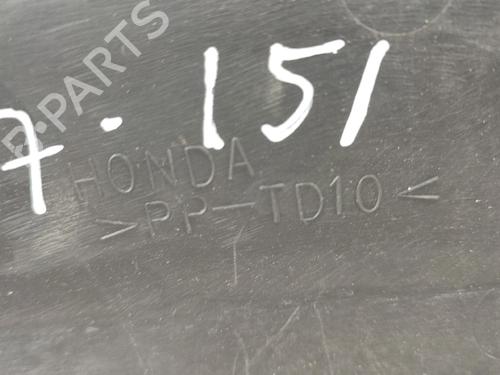 7-151
HONDA
>PP-TD10<
B-PARTS